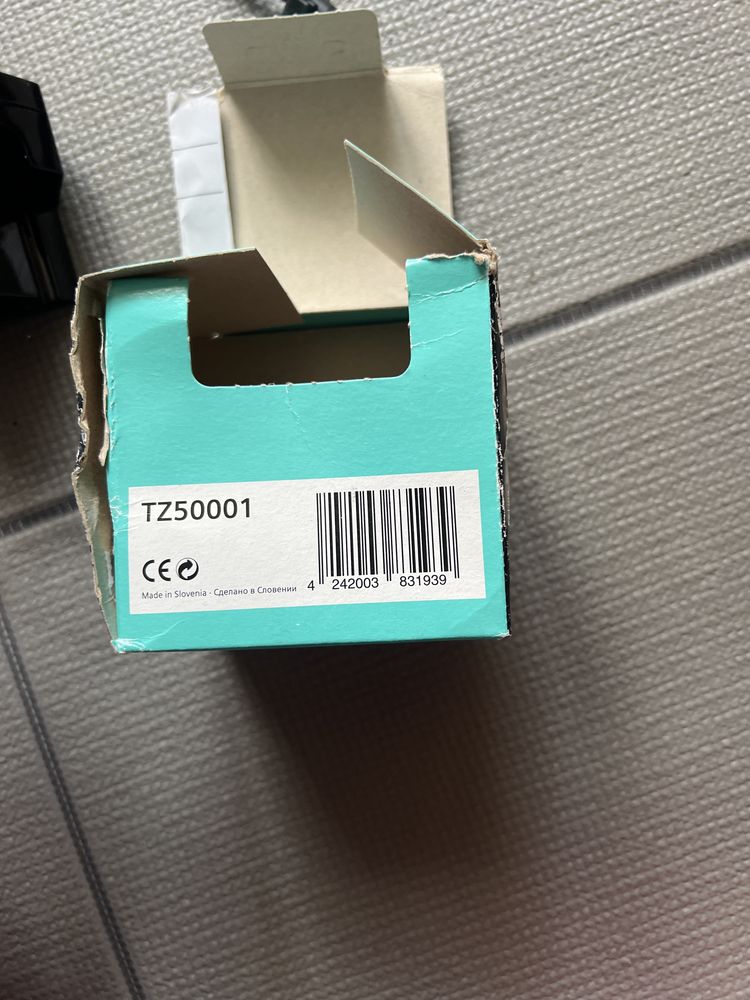 TZ50001
CE
Made in Slovenia · Сделано в Словении
4 242003 831939